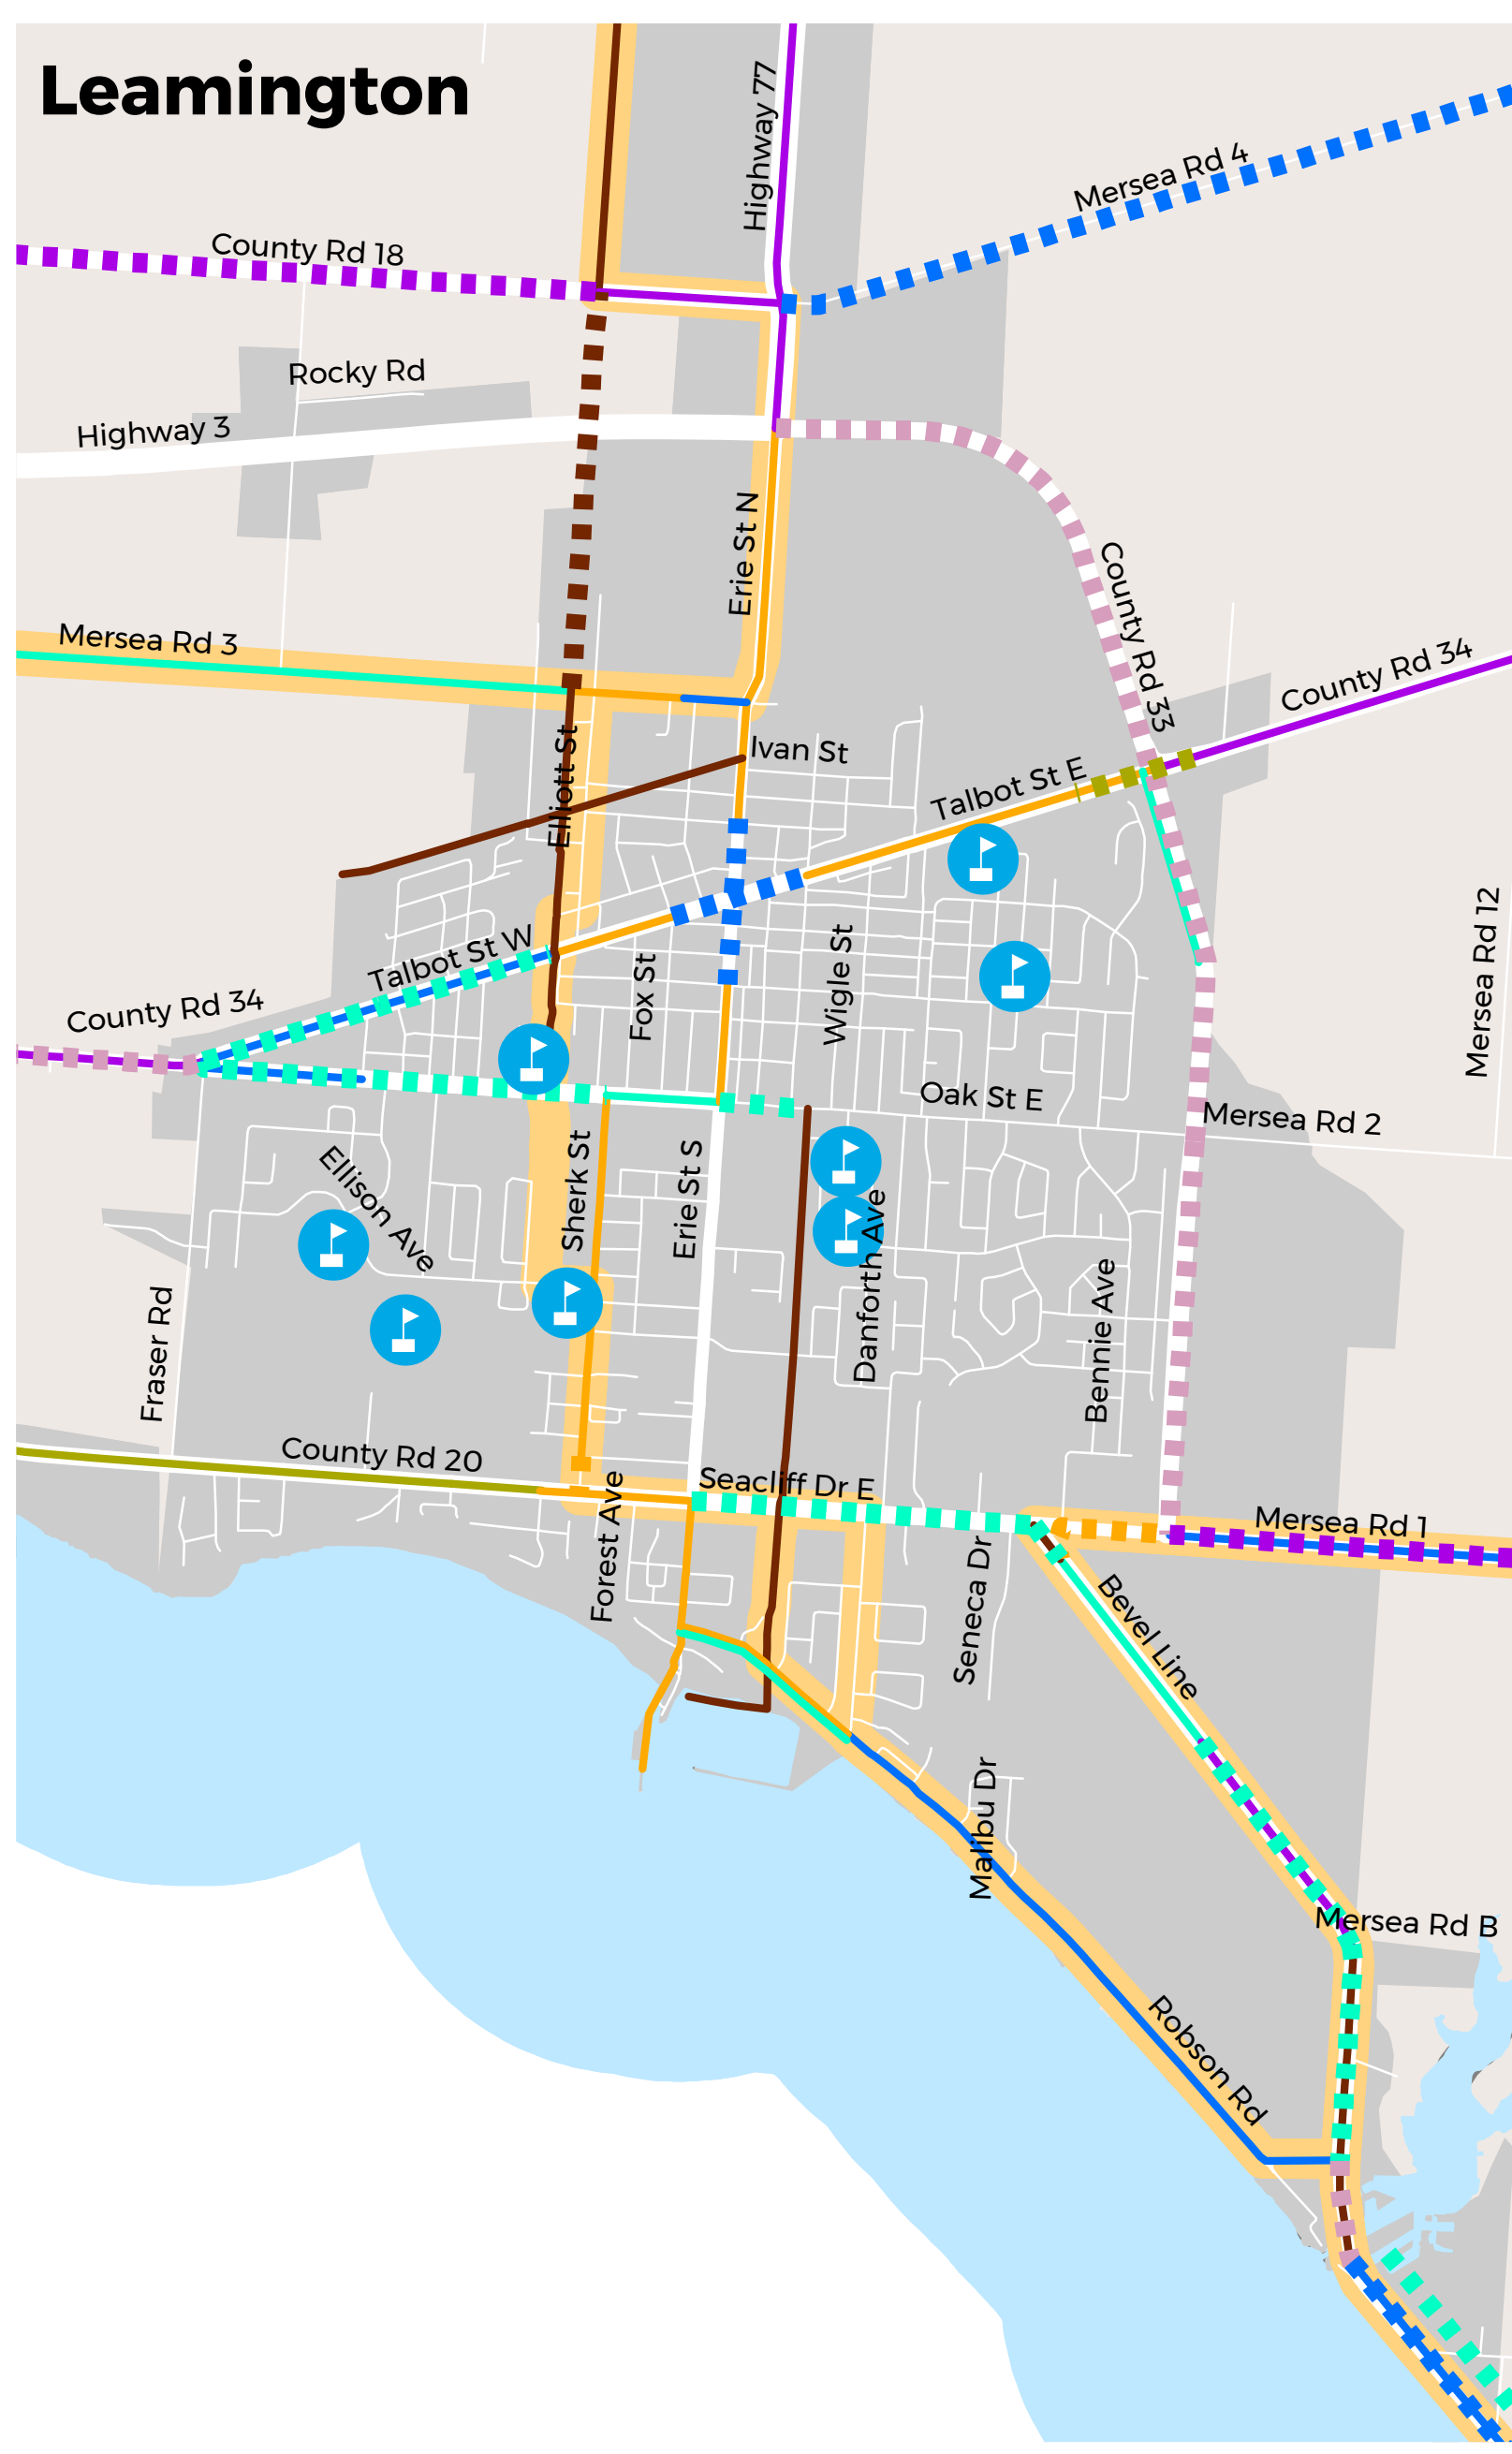 Leamington
Highway 77
Mersea Rd 4
County Rd 18
Rocky Rd
Highway 3
Erie St N
County Rd 33
Mersea Rd 3
County Rd 34
Elliott St
Ivan St
Talbot St E
Mersea Rd 12
Talbot St W
Fox St
Wigle St
County Rd 34
Oak St E
Mersea Rd 2
Sherk St
Erie St S
Ellison Ave
Danforth Ave
Bennie Ave
Fraser Rd
County Rd 20
Seacliff Dr E
Forest Ave
Mersea Rd 1
Seneca Dr
Bevel Line
Malibu Dr
Mersea Rd B
Robson Rd